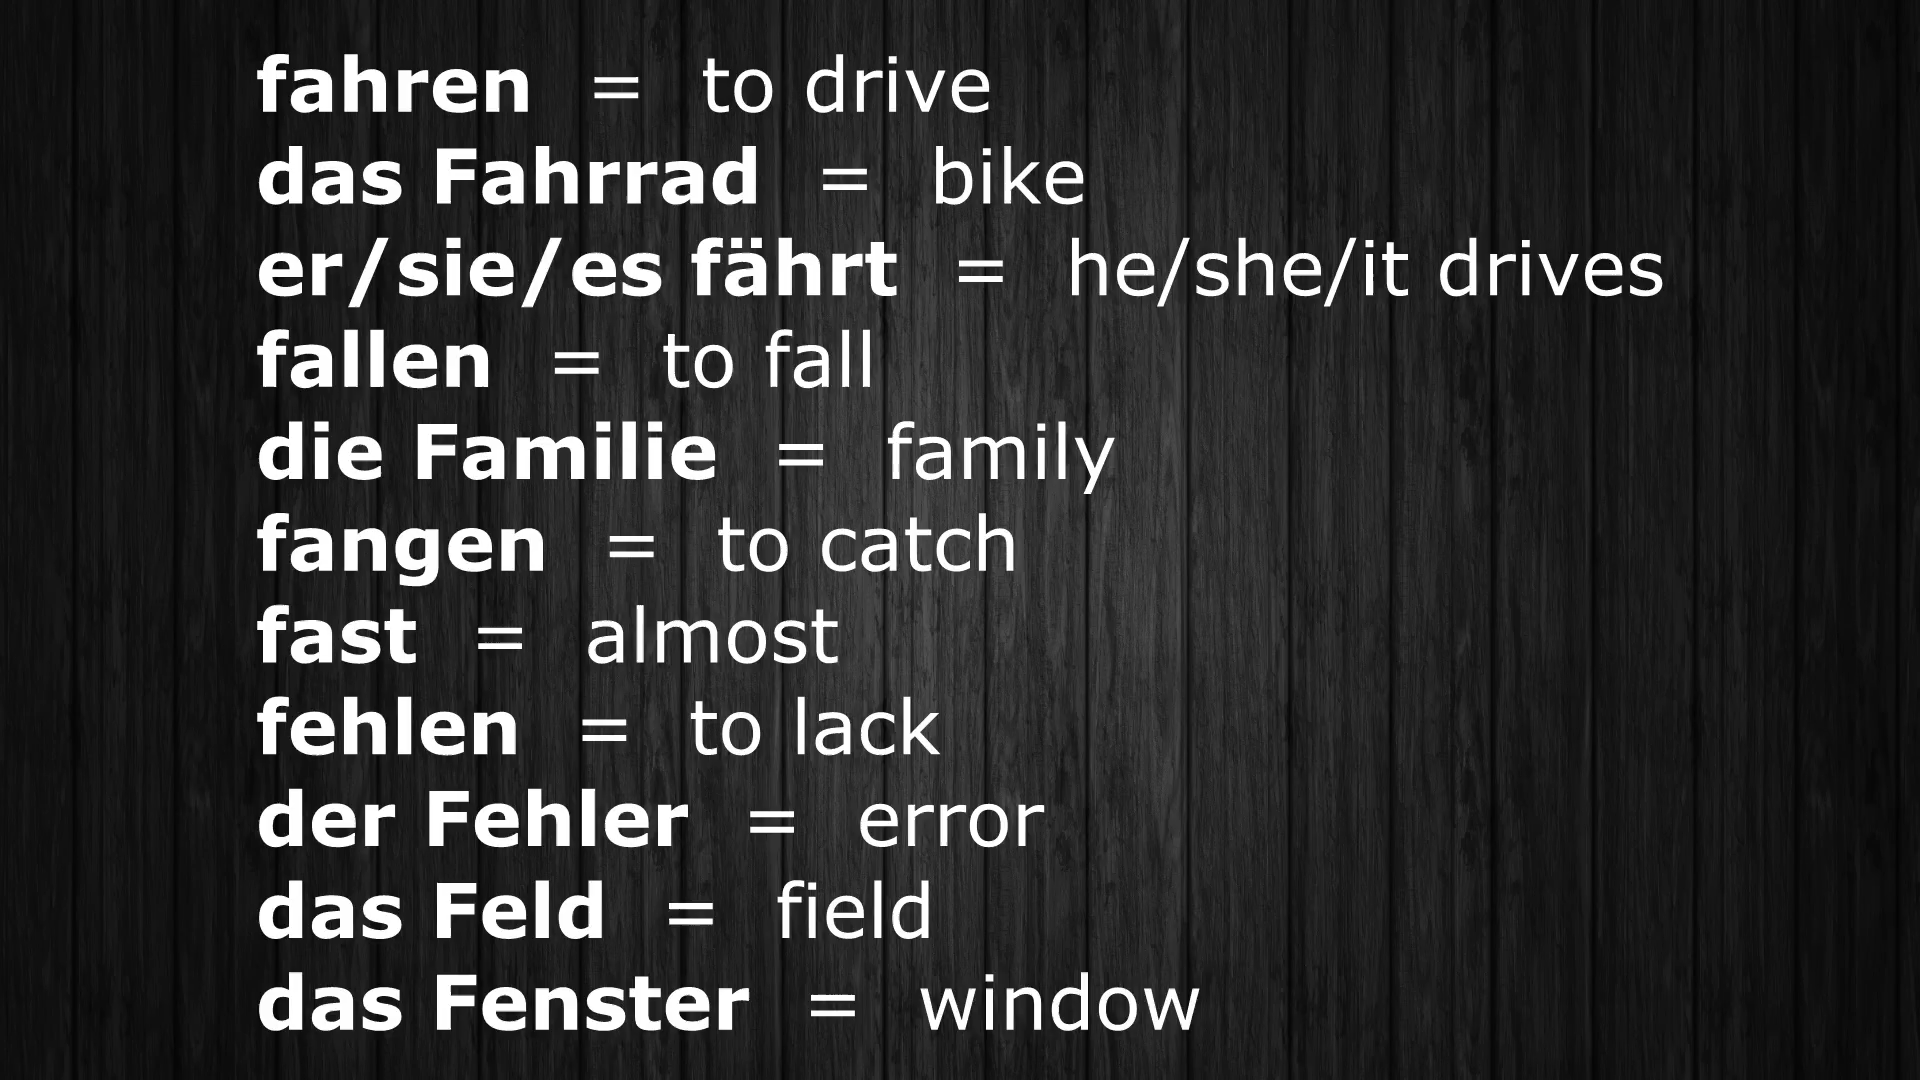 fahren = to drive
das Fahrrad = bike
er/sie/es fährt = he/she/it drives
fallen = to fall
die Familie = family
fangen = to catch
fast = almost
fehlen = to lack
der Fehler = error
das Feld = field
das Fenster = window